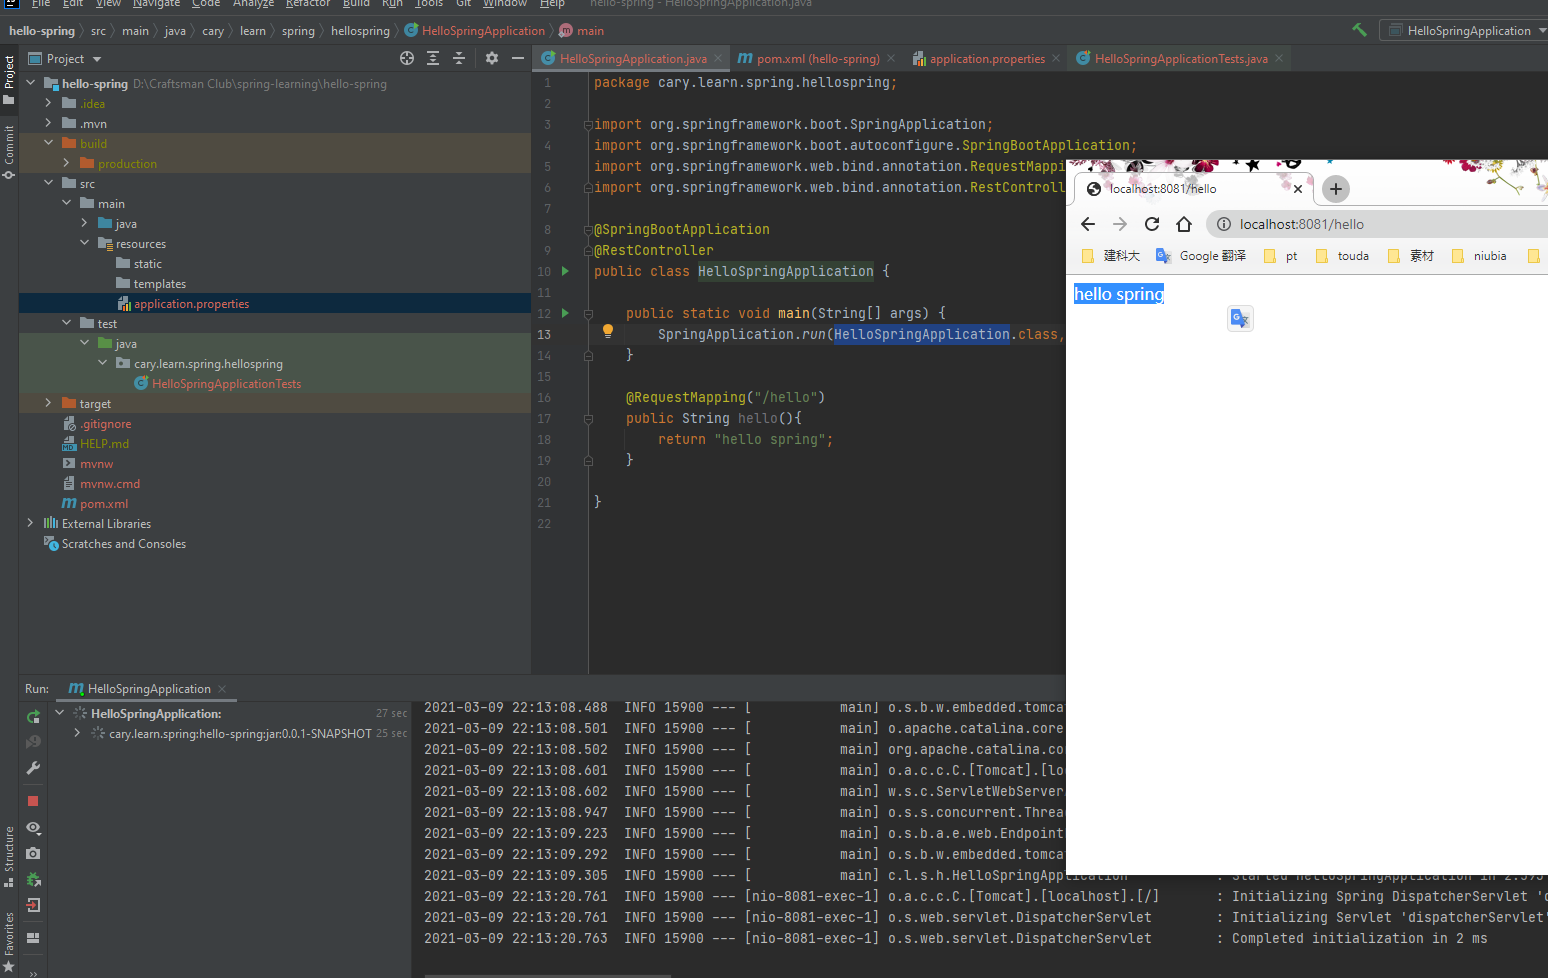 File Edit View Navigate Code Analyze Refactor Build Run Tools Git Window Help hello-spring - HelloSpringApplication.java
hello-spring src main java cary learn spring hellospring HelloSpringApplication main
HelloSpringApplication
Project
HelloSpringApplication.java pom.xml (hello-spring) application.properties HelloSpringApplicationTests.java
Project
Commit
Structure
Favorites
hello-spring D:\Craftsman Club\spring-learning\hello-spring
.idea
.mvn
build
production
src
main
java
resources
static
templates
application.properties
test
java
cary.learn.spring.hellospring
HelloSpringApplicationTests
target
.gitignore
HELP.md
mvnw
mvnw.cmd
pom.xml
External Libraries
Scratches and Consoles
1 package cary.learn.spring.hellospring;
2
3 import org.springframework.boot.SpringApplication;
4 import org.springframework.boot.autoconfigure.SpringBootApplication;
5 import org.springframework.web.bind.annotation.RequestMappi
6 import org.springframework.web.bind.annotation.RestControll
7
8 @SpringBootApplication
9 @RestController
10 public class HelloSpringApplication {
11
12 public static void main(String[] args) {
13 SpringApplication.run(HelloSpringApplication.class,
14 }
15
16 @RequestMapping("/hello")
17 public String hello(){
18 return "hello spring";
19 }
20
21 }
22
localhost:8081/hello
localhost:8081/hello
建科大 Google 翻译 pt touda 素材 niubia
hello spring
Run: HelloSpringApplication
HelloSpringApplication: 27 sec
cary.learn.spring:hello-spring:jar:0.0.1-SNAPSHOT 25 sec
2021-03-09 22:13:08.488 INFO 15900 --- [ main] o.s.b.w.embedded.tomca
2021-03-09 22:13:08.501 INFO 15900 --- [ main] o.apache.catalina.core
2021-03-09 22:13:08.502 INFO 15900 --- [ main] org.apache.catalina.co
2021-03-09 22:13:08.601 INFO 15900 --- [ main] o.a.c.c.C.[Tomcat].[lo
2021-03-09 22:13:08.602 INFO 15900 --- [ main] w.s.c.ServletWebServer
2021-03-09 22:13:08.947 INFO 15900 --- [ main] o.s.s.concurrent.Threa
2021-03-09 22:13:09.223 INFO 15900 --- [ main] o.s.b.a.e.web.Endpoint
2021-03-09 22:13:09.292 INFO 15900 --- [ main] o.s.b.w.embedded.tomca
2021-03-09 22:13:09.305 INFO 15900 --- [ main] c.l.s.h.HelloSpringApplication : Started HelloSpringApplication in 2.593
2021-03-09 22:13:20.761 INFO 15900 --- [nio-8081-exec-1] o.a.c.c.C.[Tomcat].[localhost].[/] : Initializing Spring DispatcherServlet 'd
2021-03-09 22:13:20.761 INFO 15900 --- [nio-8081-exec-1] o.s.web.servlet.DispatcherServlet : Initializing Servlet 'dispatcherServlet'
2021-03-09 22:13:20.763 INFO 15900 --- [nio-8081-exec-1] o.s.web.servlet.DispatcherServlet : Completed initialization in 2 ms